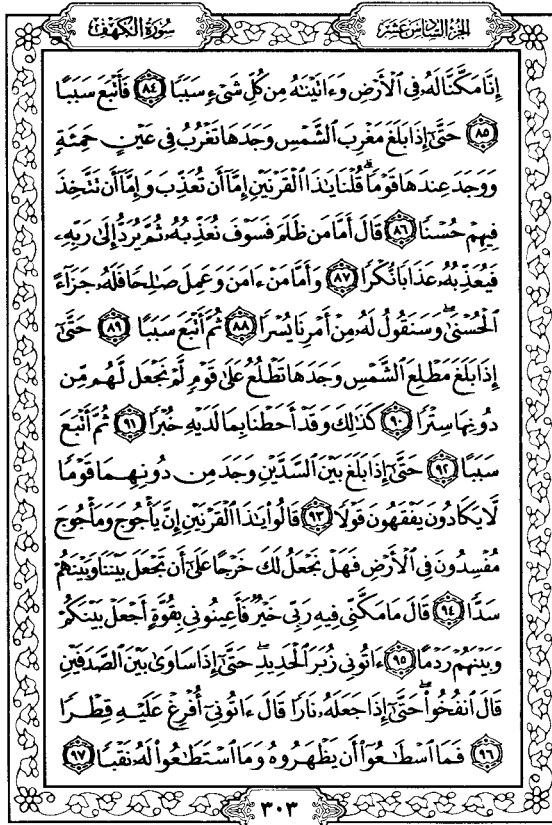 الجزء السادس عشر
سورة الكهف
إِنَّا مَكَّنَّا لَهُۥ فِى ٱلْأَرْضِ وَءَاتَيْنَٰهُ مِن كُلِّ شَىْءٍ سَبَبًا ٨٤ فَأَتْبَعَ سَبَبًا
٨٥ حَتَّىٰٓ إِذَا بَلَغَ مَغْرِبَ ٱلشَّمْسِ وَجَدَهَا تَغْرُبُ فِى عَيْنٍ حَمِئَةٍ
وَوَجَدَ عِندَهَا قَوْمًا ۗ قُلْنَا يَٰذَا ٱلْقَرْنَيْنِ إِمَّآ أَن تُعَذِّبَ وَإِمَّآ أَن تَتَّخِذَ
فِيهِمْ حُسْنًا ٨٦ قَالَ أَمَّا مَن ظَلَمَ فَسَوْفَ نُعَذِّبُهُۥ ثُمَّ يُرَدُّ إِلَىٰ رَبِّهِۦ
فَيُعَذِّبُهُۥ عَذَابًا نُّكْرًا ٨٧ وَأَمَّا مَنْ ءَامَنَ وَعَمِلَ صَٰلِحًا فَلَهُۥ جَزَآءً
ٱلْحُسْنَىٰ ۖ وَسَنَقُولُ لَهُۥ مِنْ أَمْرِنَا يُسْرًا ٨٨ ثُمَّ أَتْبَعَ سَبَبًا ٨٩ حَتَّىٰٓ
إِذَا بَلَغَ مَطْلِعَ ٱلشَّمْسِ وَجَدَهَا تَطْلُعُ عَلَىٰ قَوْمٍ لَّمْ نَجْعَل لَّهُم مِّن
دُونِهَا سِتْرًا ٩٠ كَذَٰلِكَ وَقَدْ أَحَطْنَا بِمَا لَدَيْهِ خُبْرًا ٩١ ثُمَّ أَتْبَعَ
سَبَبًا ٩٢ حَتَّىٰٓ إِذَا بَلَغَ بَيْنَ ٱلسَّدَّيْنِ وَجَدَ مِن دُونِهِمَا قَوْمًا
لَّا يَكَادُونَ يَفْقَهُونَ قَوْلًا ٩٣ قَالُوا۟ يَٰذَا ٱلْقَرْنَيْنِ إِنَّ يَأْجُوجَ وَمَأْجُوجَ
مُفْسِدُونَ فِى ٱلْأَرْضِ فَهَلْ نَجْعَلُ لَكَ خَرْجًا عَلَىٰٓ أَن تَجْعَلَ بَيْنَنَا وَبَيْنَهُمْ
سَدًّا ٩٤ قَالَ مَا مَكَّنِّى فِيهِ رَبِّى خَيْرٌ فَأَعِينُونِى بِقُوَّةٍ أَجْعَلْ بَيْنَكُمْ
وَبَيْنَهُمْ رَدْمًا ٩٥ ءَاتُونِى زُبَرَ ٱلْحَدِيدِ ۖ حَتَّىٰٓ إِذَا سَاوَىٰ بَيْنَ ٱلصَّدَفَيْنِ
قَالَ ٱنفُخُوا۟ ۖ حَتَّىٰٓ إِذَا جَعَلَهُۥ نَارًا قَالَ ءَاتُونِىٓ أُفْرِغْ عَلَيْهِ قِطْرًا
٩٦ فَمَا ٱسْطَٰعُوٓا۟ أَن يَظْهَرُوهُ وَمَا ٱسْتَطَٰعُوا۟ لَهُۥ نَقْبًا ٩٧
٣٠٣